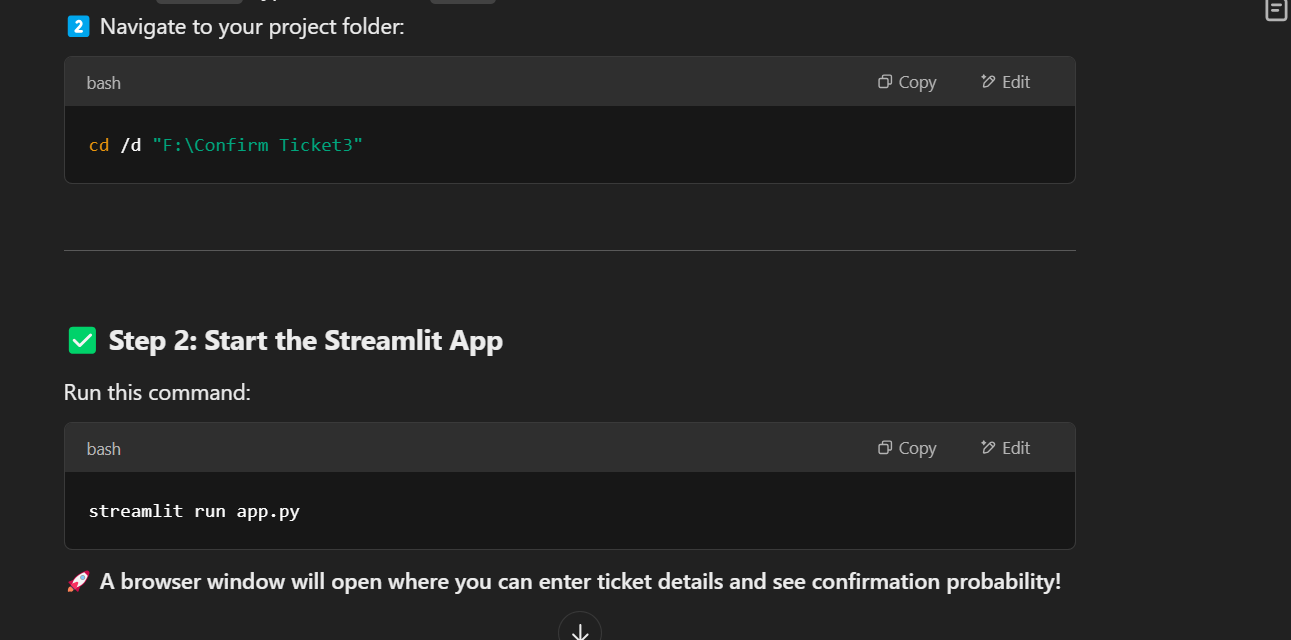 2 Navigate to your project folder:
bash Copy Edit
cd /d "F:\Confirm Ticket3"
✅ Step 2: Start the Streamlit App
Run this command:
bash Copy Edit
streamlit run app.py
🚀 A browser window will open where you can enter ticket details and see confirmation probability!